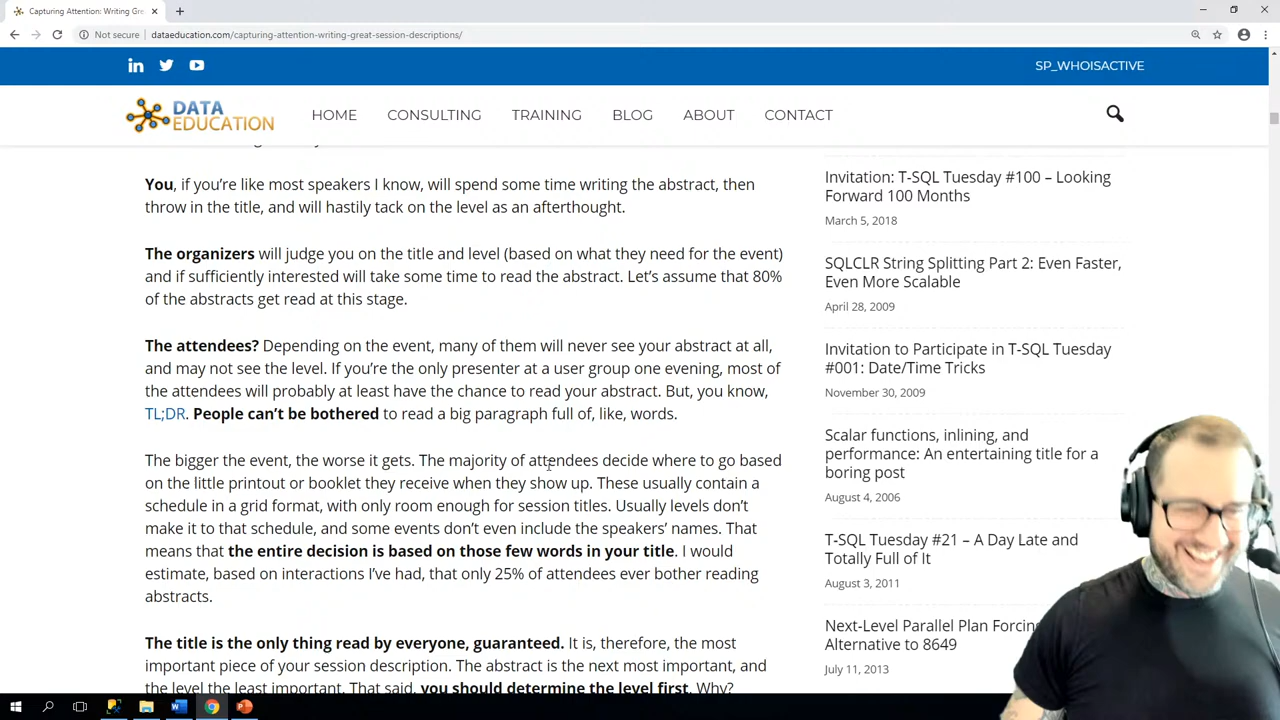 Capturing Attention: Writing Gre
Not secure | dataeducation.com/capturing-attention-writing-great-session-descriptions/
SP_WHOISACTIVE
DATA
EDUCATION
HOME
CONSULTING
TRAINING
BLOG
ABOUT
CONTACT
You, if you’re like most speakers I know, will spend some time writing the abstract, then
throw in the title, and will hastily tack on the level as an afterthought.
The organizers will judge you on the title and level (based on what they need for the event)
and if sufficiently interested will take some time to read the abstract. Let’s assume that 80%
of the abstracts get read at this stage.
The attendees? Depending on the event, many of them will never see your abstract at all,
and may not see the level. If you’re the only presenter at a user group one evening, most of
the attendees will probably at least have the chance to read your abstract. But, you know,
TL;DR. People can’t be bothered to read a big paragraph full of, like, words.
The bigger the event, the worse it gets. The majority of attendees decide where to go based
on the little printout or booklet they receive when they show up. These usually contain a
schedule in a grid format, with only room enough for session titles. Usually levels don’t
make it to that schedule, and some events don’t even include the speakers’ names. That
means that the entire decision is based on those few words in your title. I would
estimate, based on interactions I’ve had, that only 25% of attendees ever bother reading
abstracts.
The title is the only thing read by everyone, guaranteed. It is, therefore, the most
important piece of your session description. The abstract is the next most important, and
the level the least important. That said, you should determine the level first. Why?
Invitation: T-SQL Tuesday #100 – Looking
Forward 100 Months
March 5, 2018
SQLCLR String Splitting Part 2: Even Faster,
Even More Scalable
April 28, 2009
Invitation to Participate in T-SQL Tuesday
#001: Date/Time Tricks
November 30, 2009
Scalar functions, inlining, and
performance: An entertaining title for a
boring post
August 4, 2006
T-SQL Tuesday #21 – A Day Late and
Totally Full of It
August 3, 2011
Next-Level Parallel Plan Forcing
Alternative to 8649
July 11, 2013